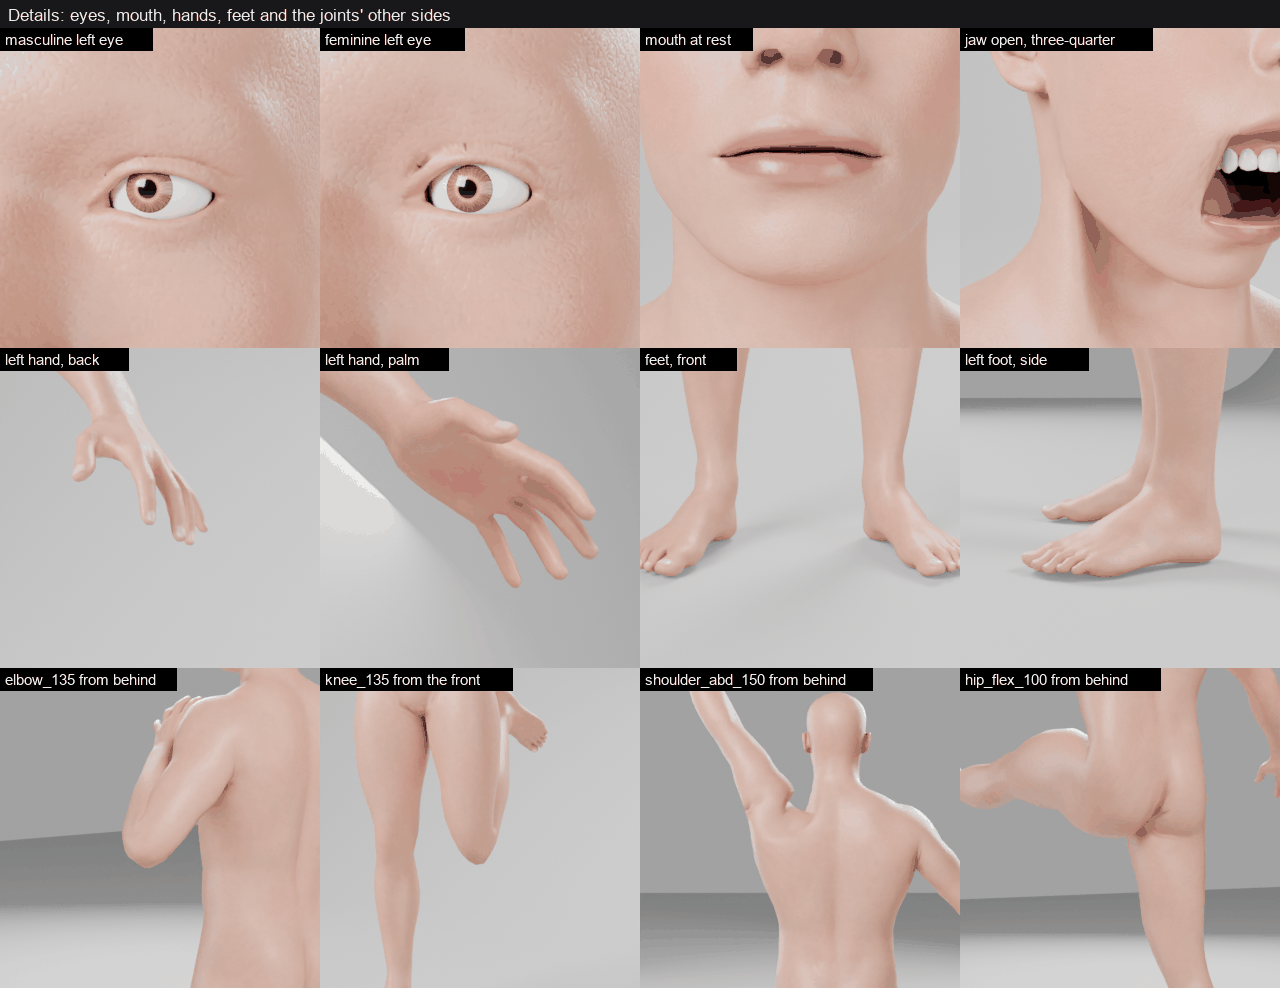 Details: eyes, mouth, hands, feet and the joints' other sides
masculine left eye
feminine left eye
mouth at rest
jaw open, three-quarter
left hand, back
left hand, palm
feet, front
left foot, side
elbow_135 from behind
knee_135 from the front
shoulder_abd_150 from behind
hip_flex_100 from behind